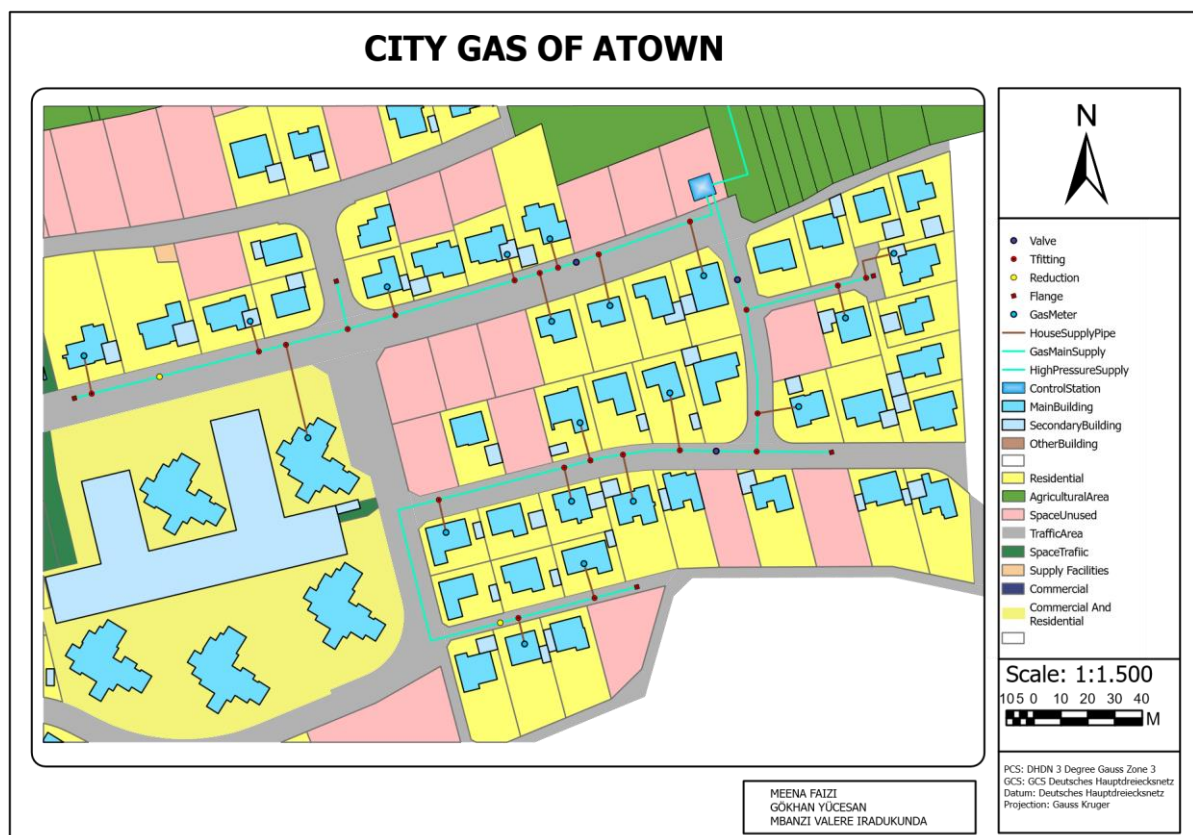 CITY GAS OF ATOWN
N
Valve
Tfitting
Reduction
Flange
GasMeter
HouseSupplyPipe
GasMainSupply
HighPressureSupply
ControlStation
MainBuilding
SecondaryBuilding
OtherBuilding
Residential
AgriculturalArea
SpaceUnused
TrafficArea
SpaceTrafiic
Supply Facilities
Commercial
Commercial And
Residential
Scale: 1:1.500
10 5 0 10 20 30 40
M
PCS: DHDN 3 Degree Gauss Zone 3
GCS: GCS Deutsches Hauptdreiecksnetz
Datum: Deutsches Hauptdreiecksnetz
Projection: Gauss Kruger
MEENA FAIZI
GÖKHAN YÜCESAN
MBANZI VALERE IRADUKUNDA